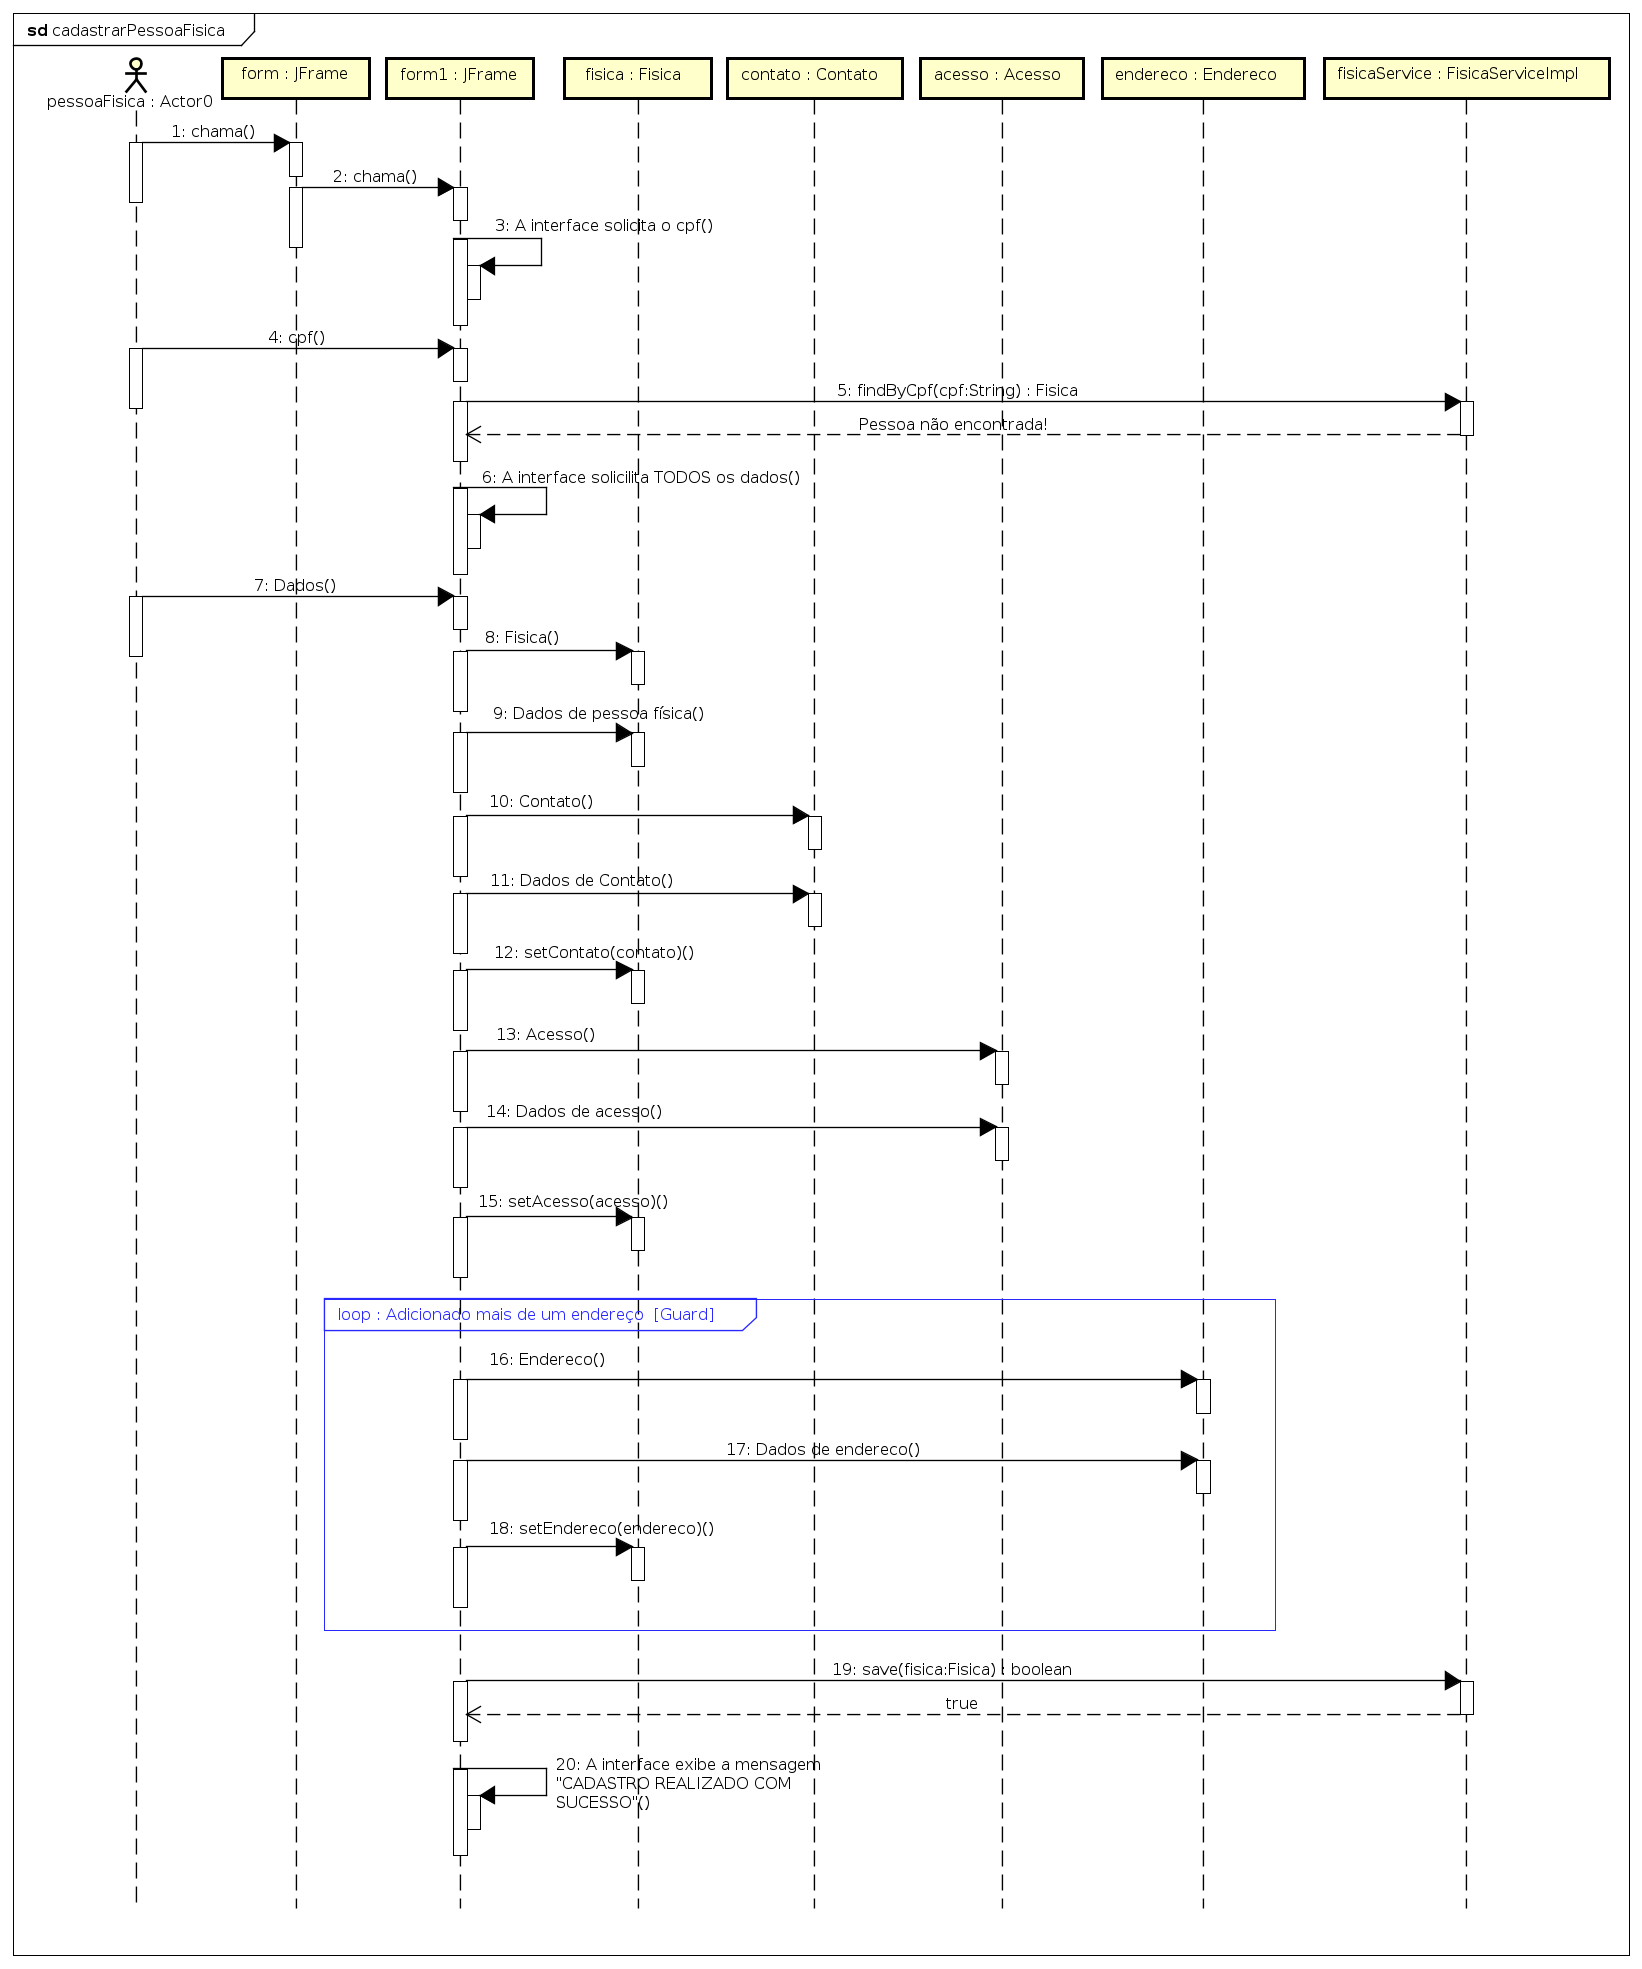 sd cadastrarPessoaFisica
pessoaFisica : Actor0
form : JFrame
form1 : JFrame
fisica : Fisica
contato : Contato
acesso : Acesso
endereco : Endereco
fisicaService : FisicaServiceImpl
1: chama()
2: chama()
3: A interface solicita o cpf()
4: cpf()
5: findByCpf(cpf:String) : Fisica
Pessoa não encontrada!
6: A interface solicilita TODOS os dados()
7: Dados()
8: Fisica()
9: Dados de pessoa física()
10: Contato()
11: Dados de Contato()
12: setContato(contato)()
13: Acesso()
14: Dados de acesso()
15: setAcesso(acesso)()
loop : Adicionado mais de um endereço [Guard]
16: Endereco()
17: Dados de endereco()
18: setEndereco(endereco)()
19: save(fisica:Fisica) : boolean
true
20: A interface exibe a mensagem
"CADASTRO REALIZADO COM
SUCESSO"()